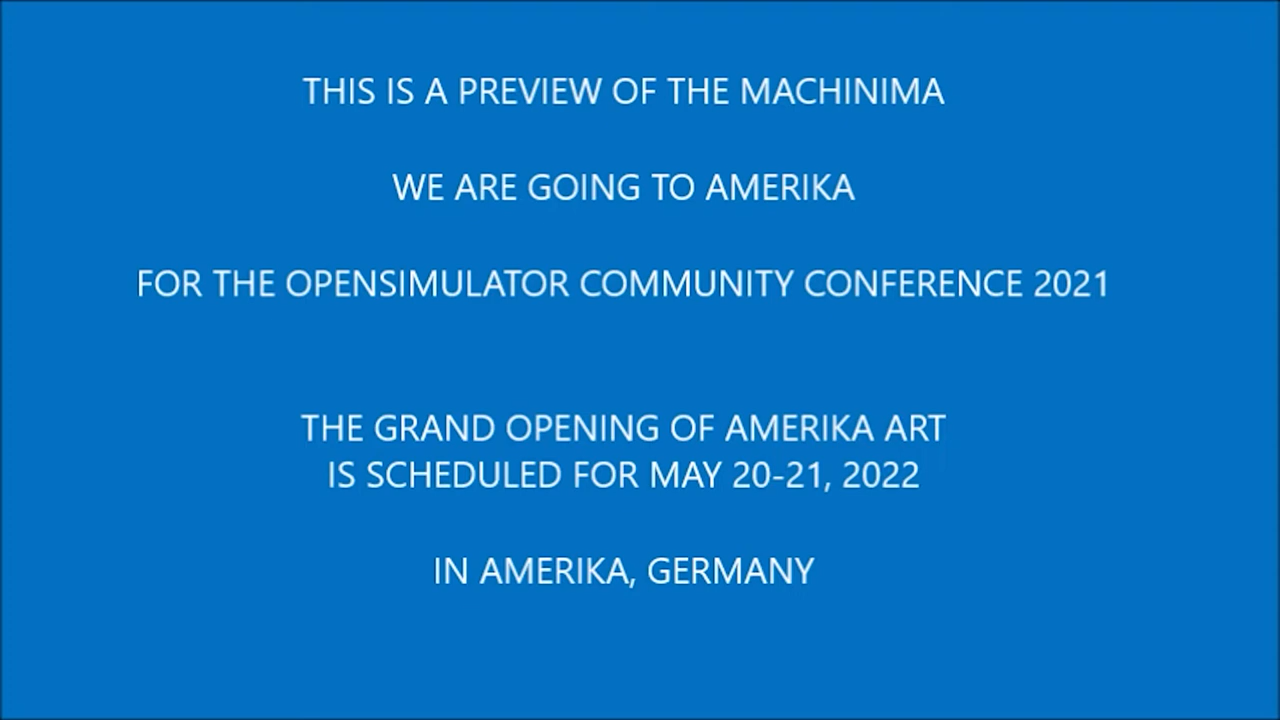 THIS IS A PREVIEW OF THE MACHINIMA
WE ARE GOING TO AMERIKA
FOR THE OPENSIMULATOR COMMUNITY CONFERENCE 2021
THE GRAND OPENING OF AMERIKA ART
IS SCHEDULED FOR MAY 20-21, 2022
IN AMERIKA, GERMANY